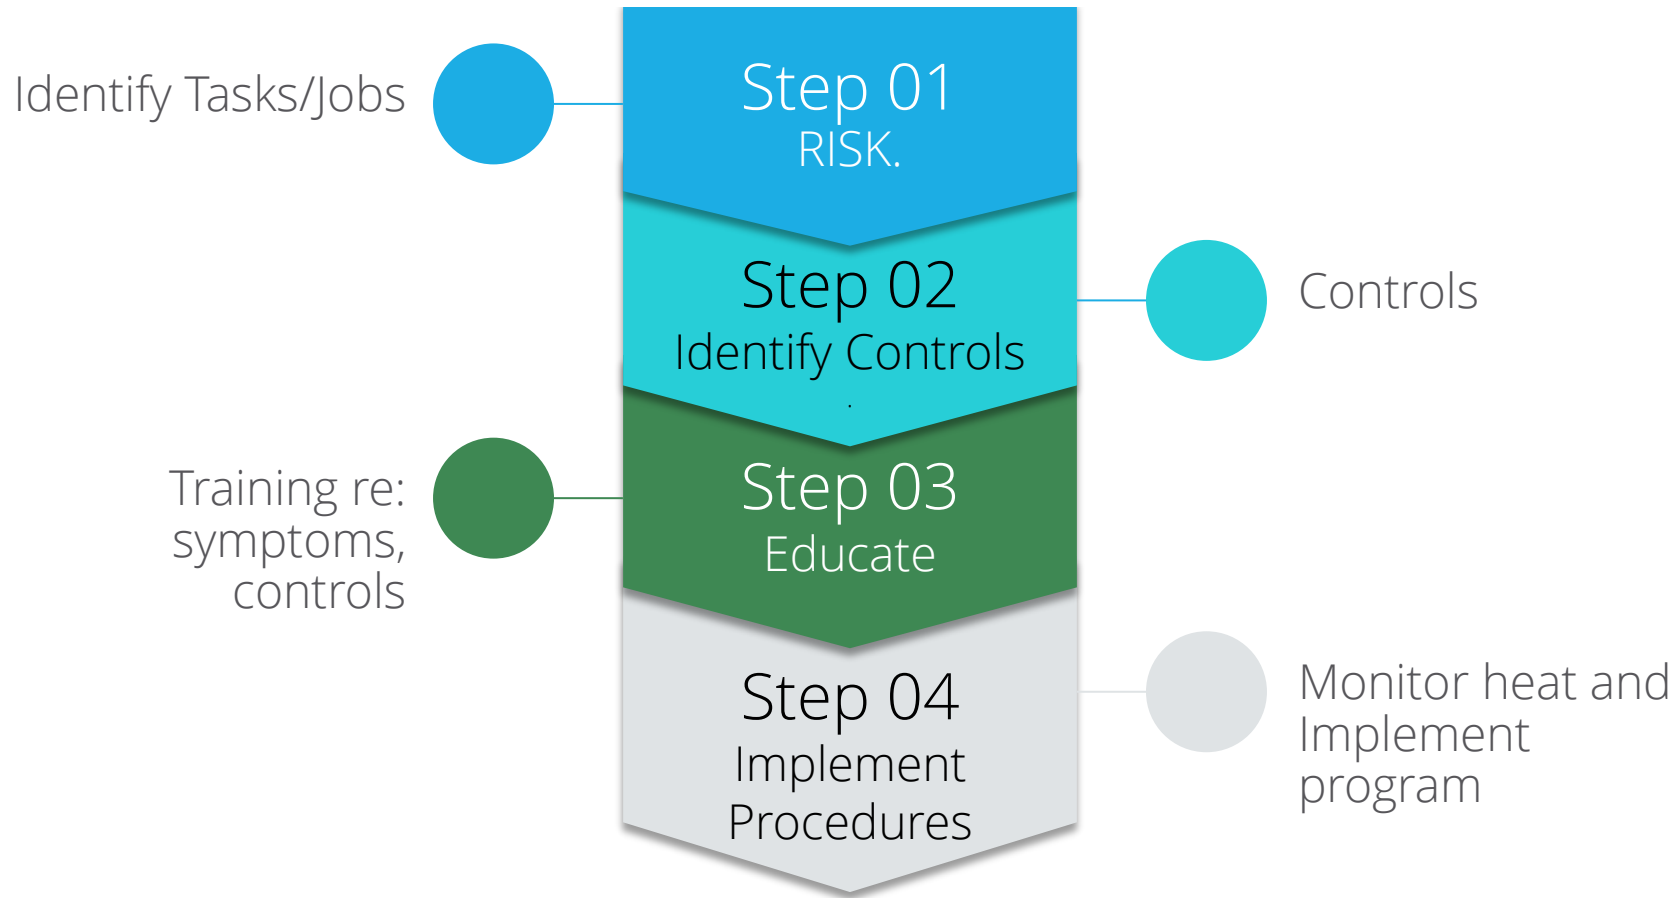 Identify Tasks/Jobs
Step 01
RISK.
Step 02
Identify Controls
.
Controls
Training re:
symptoms,
controls
Step 03
Educate
Step 04
Implement
Procedures
Monitor heat and
Implement
program